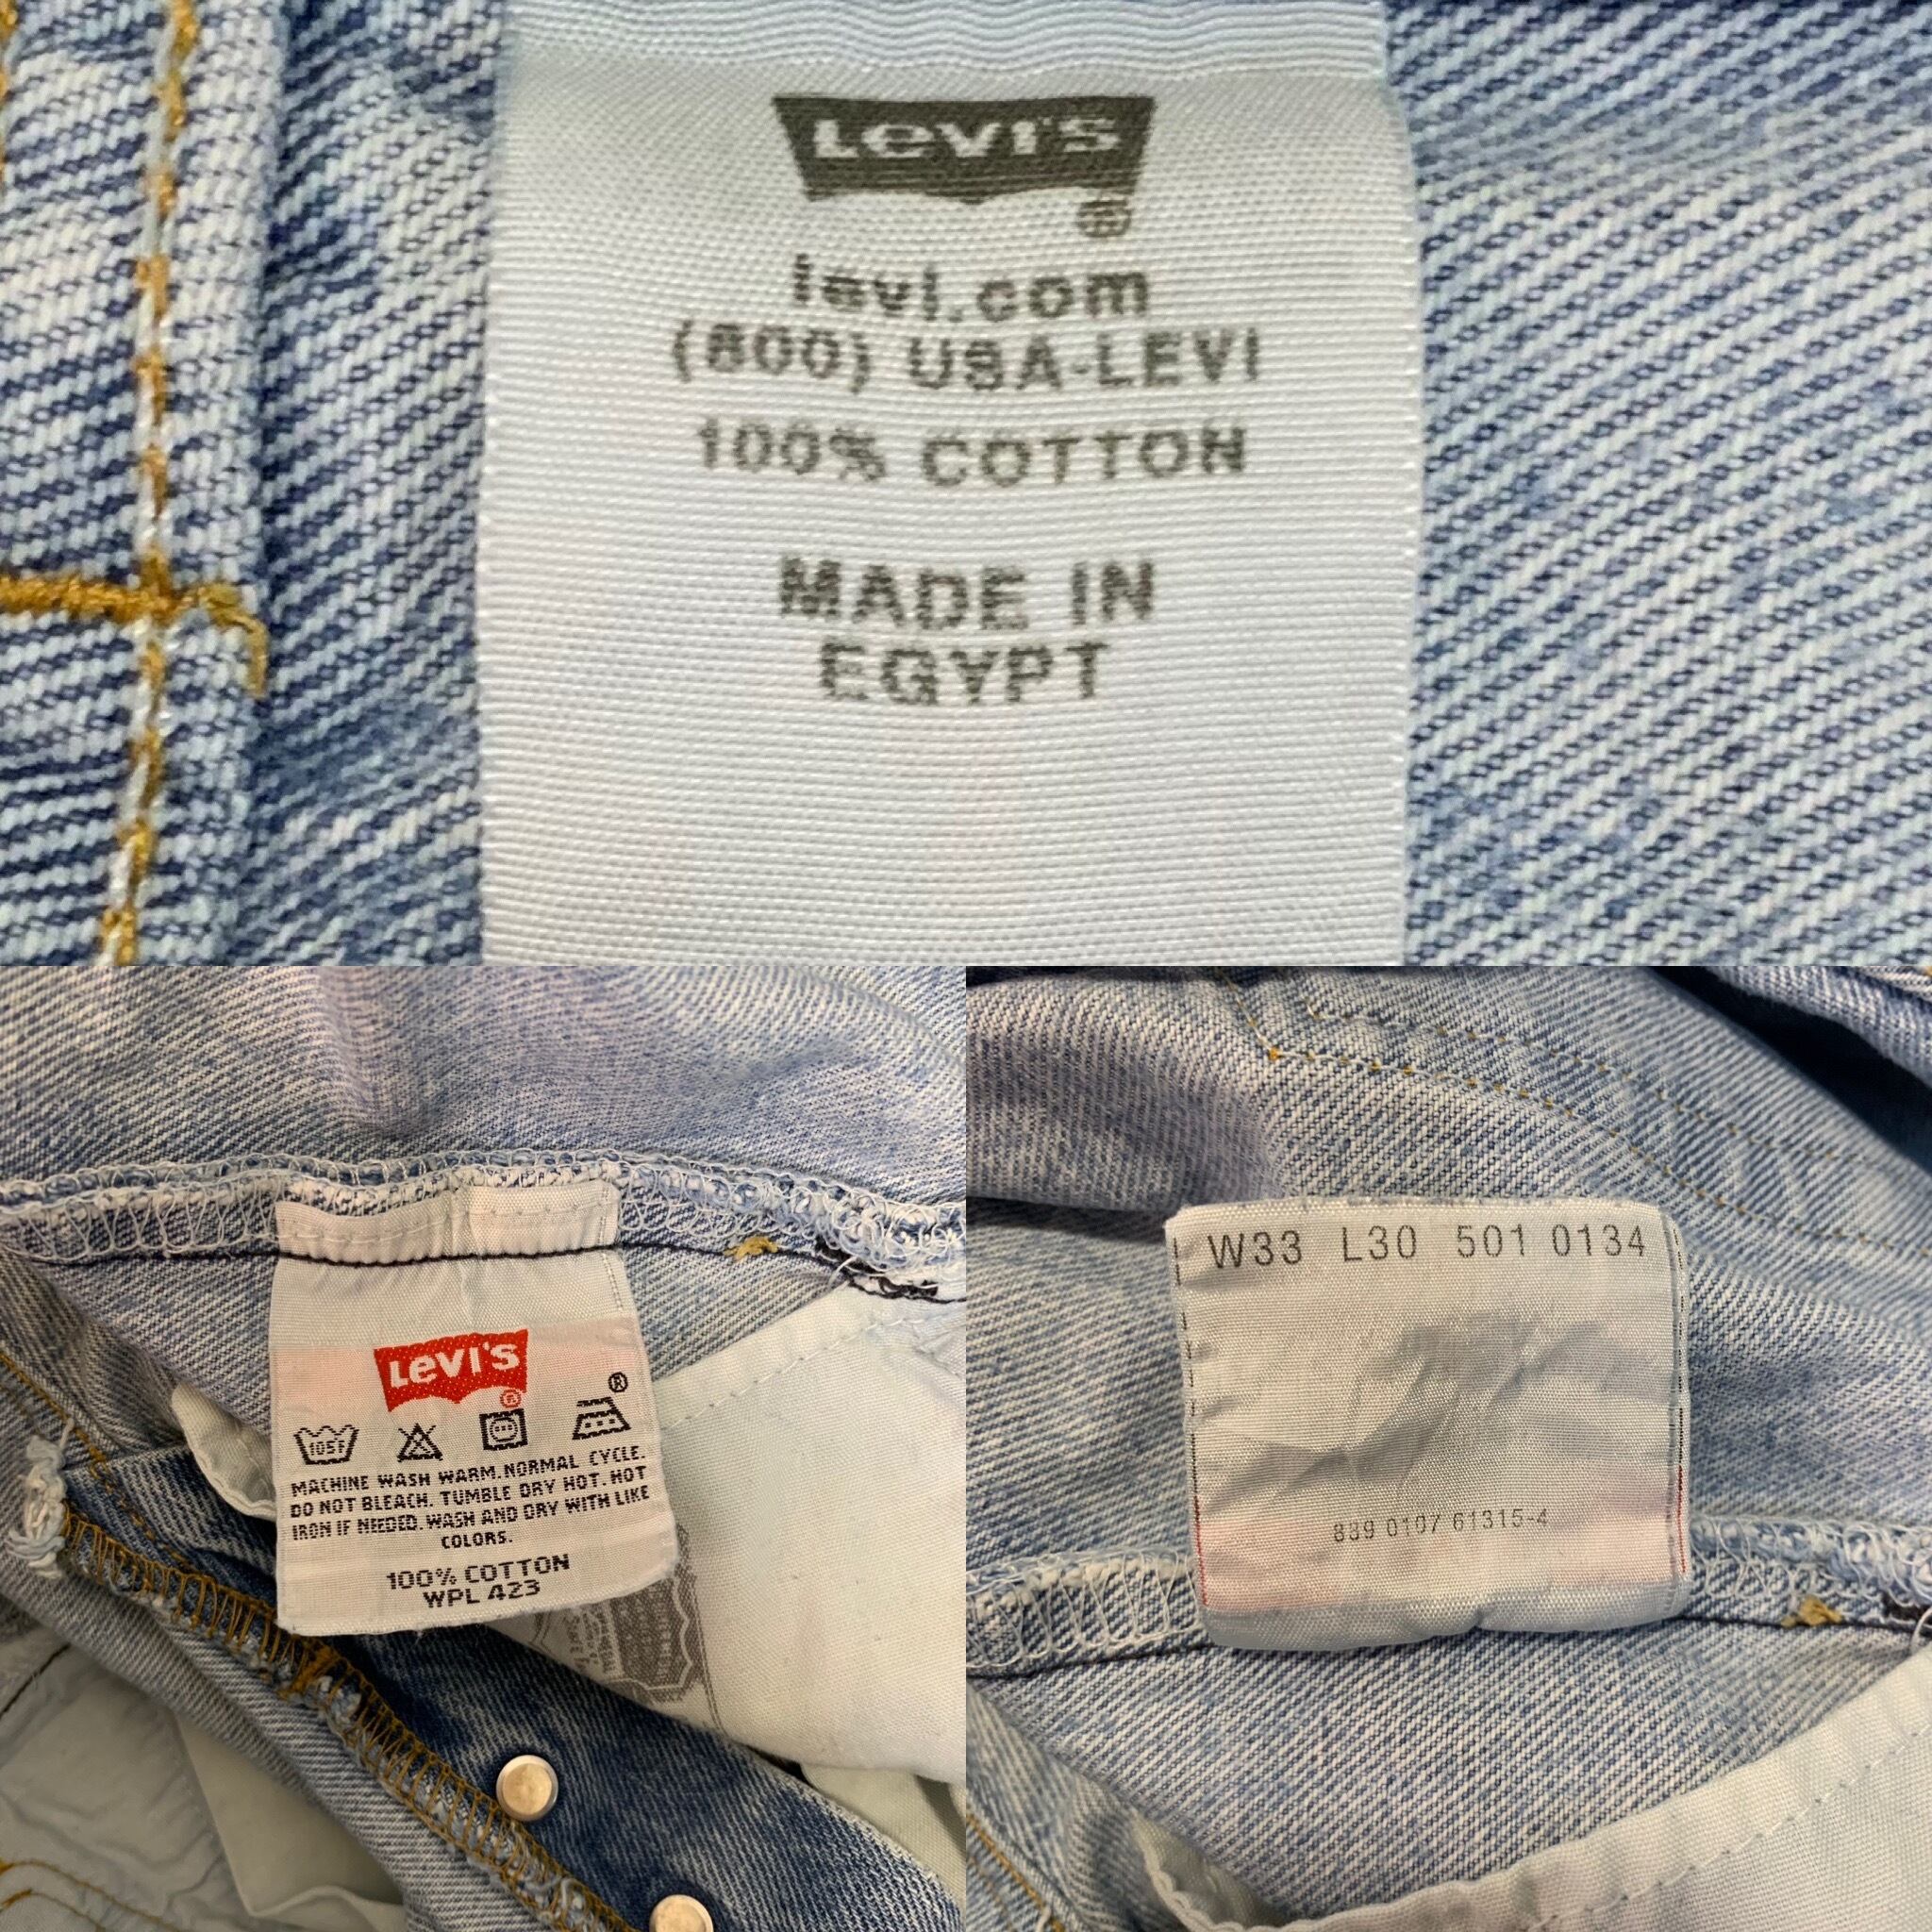 Levi's
®
levi.com
(800) USA-LEVI
100% COTTON
MADE IN
EGYPT
Levi's
®
105F
®
MACHINE WASH WARM. NORMAL CYCLE.
DO NOT BLEACH. TUMBLE DRY HOT. HOT
IRON IF NEEDED. WASH AND DRY WITH LIKE
COLORS.
100% COTTON
WPL 423
W33 L30 501 0134
889 0107 61315-4